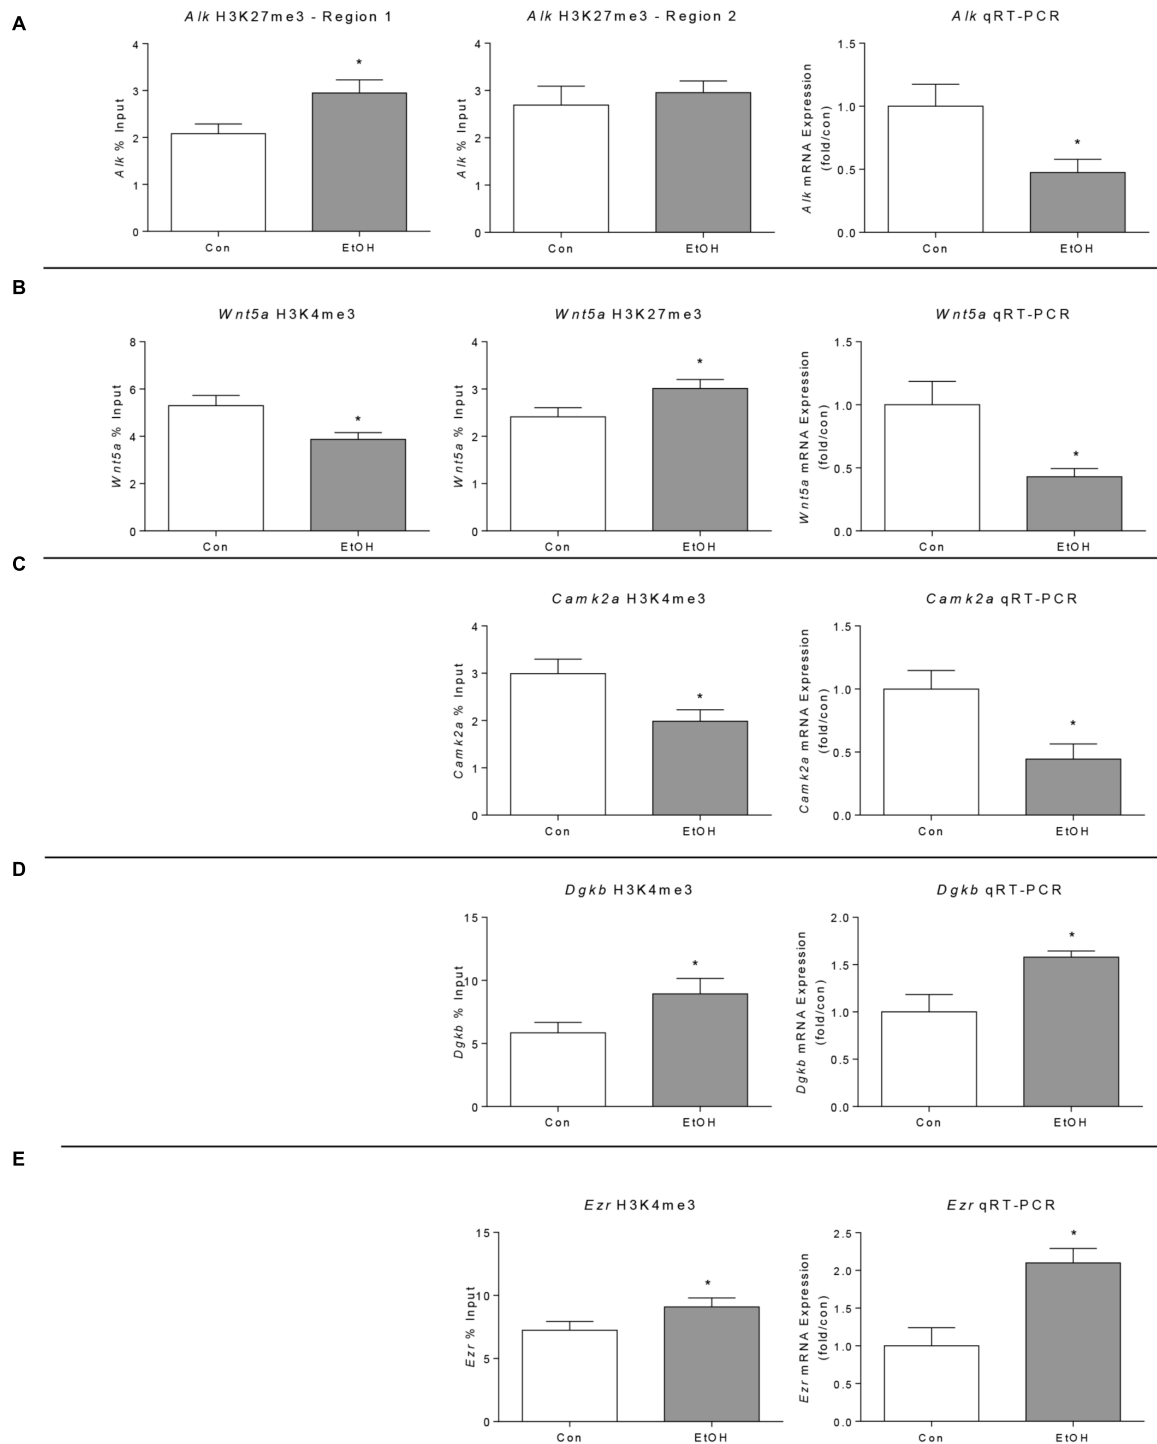 A
Alk H3K27me3 - Region 1
Alk % Input
4
3
2
1
0
*
Con
EtOH
Alk H3K27me3 - Region 2
Alk % Input
4
3
2
1
0
Con
EtOH
Alk qRT-PCR
Alk mRNA Expression
(fold/con)
1.5
1.0
0.5
0.0
*
Con
EtOH
B
Wnt5a H3K4me3
Wnt5a % Input
8
6
4
2
0
*
Con
EtOH
Wnt5a H3K27me3
Wnt5a % Input
4
3
2
1
0
*
Con
EtOH
Wnt5a qRT-PCR
Wnt5a mRNA Expression
(fold/con)
1.5
1.0
0.5
0.0
*
Con
EtOH
C
Camk2a H3K4me3
Camk2a % Input
4
3
2
1
0
*
Con
EtOH
Camk2a qRT-PCR
Camk2a mRNA Expression
(fold/con)
1.5
1.0
0.5
0.0
*
Con
EtOH
D
Dgkb H3K4me3
Dgkb % Input
15
10
5
0
*
Con
EtOH
Dgkb qRT-PCR
Dgkb mRNA Expression
(fold/con)
2.0
1.5
1.0
0.5
0.0
*
Con
EtOH
E
Ezr H3K4me3
Ezr % Input
15
10
5
0
*
Con
EtOH
Ezr qRT-PCR
Ezr mRNA Expression
(fold/con)
2.5
2.0
1.5
1.0
0.5
0.0
*
Con
EtOH